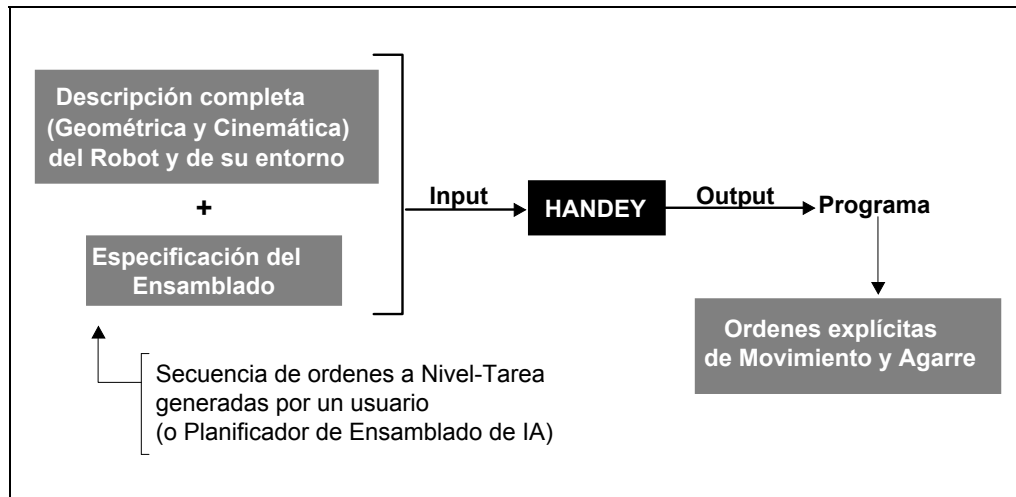 Descripción completa
(Geométrica y Cinemática)
del Robot y de su entorno
+
Especificación del
Ensamblado
Secuencia de ordenes a Nivel-Tarea
generadas por un usuario
(o Planificador de Ensamblado de IA)
Input
HANDEY
Output
Programa
Ordenes explícitas
de Movimiento y Agarre